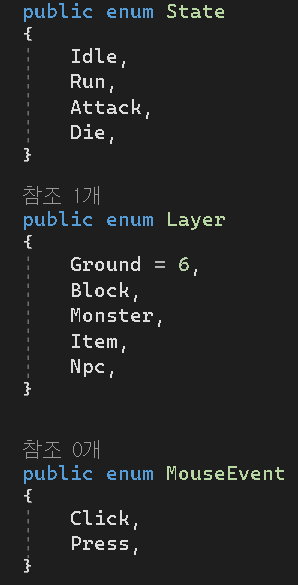 public enum State
{
    Idle,
    Run,
    Attack,
    Die,
}
참조 1개
public enum Layer
{
    Ground = 6,
    Block,
    Monster,
    Item,
    Npc,
}
참조 0개
public enum MouseEvent
{
    Click,
    Press,
}